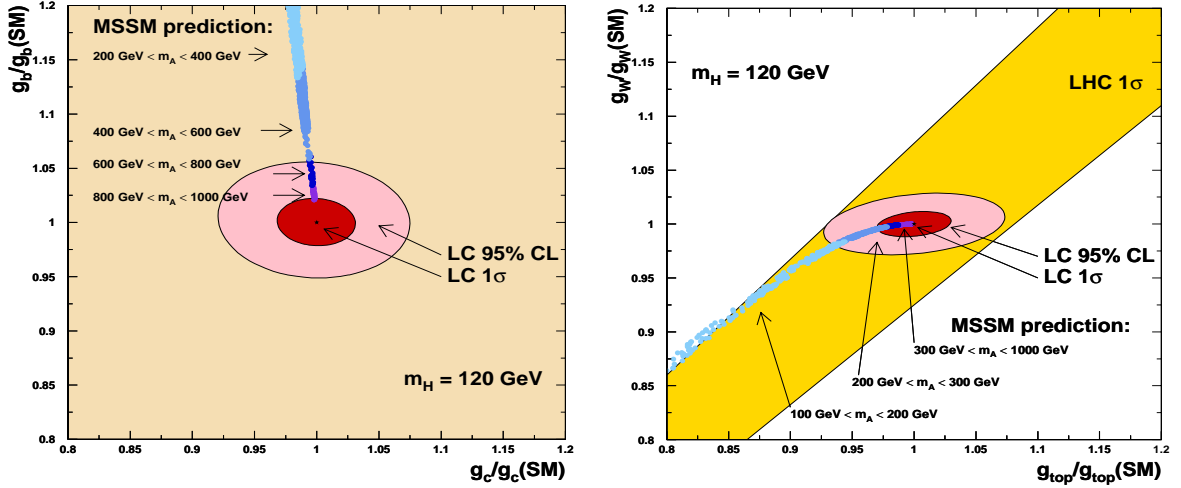 g_b/g_b(SM)
1.2
1.15
1.1
1.05
1
0.95
0.9
0.85
0.8
MSSM prediction:
200 GeV < m_A < 400 GeV
400 GeV < m_A < 600 GeV
600 GeV < m_A < 800 GeV
800 GeV < m_A < 1000 GeV
LC 95% CL
LC 1σ
m_H = 120 GeV
0.8 0.85 0.9 0.95 1 1.05 1.1 1.15 1.2
g_c/g_c(SM)
g_W/g_W(SM)
1.2
1.15
1.1
1.05
1
0.95
0.9
0.85
0.8
m_H = 120 GeV
LHC 1σ
LC 95% CL
LC 1σ
MSSM prediction:
300 GeV < m_A < 1000 GeV
200 GeV < m_A < 300 GeV
100 GeV < m_A < 200 GeV
0.8 0.85 0.9 0.95 1 1.05 1.1 1.15 1.2
g_top/g_top(SM)